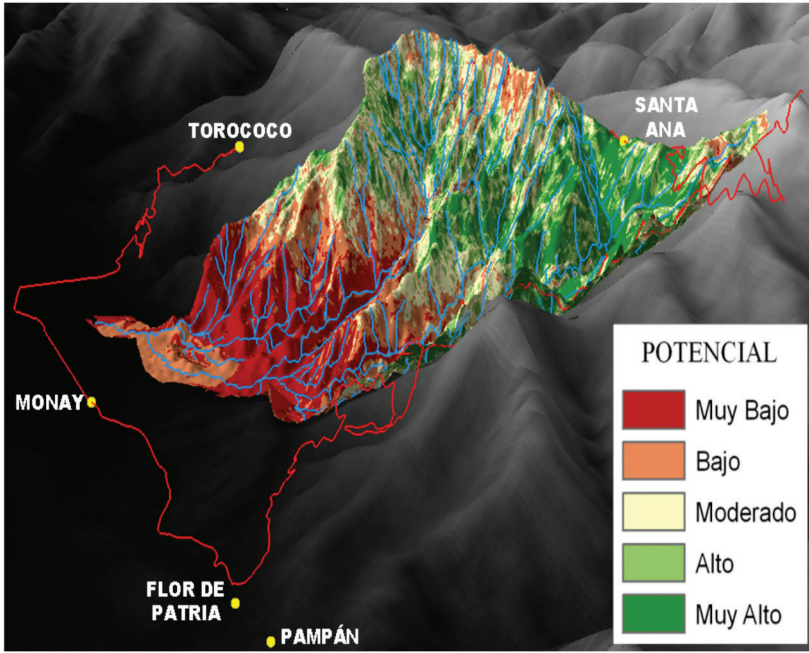 TOROCOCO
SANTA
ANA
MONAY
FLOR DE
PATRIA
PAMPÁN
POTENCIAL
Muy Bajo
Bajo
Moderado
Alto
Muy Alto